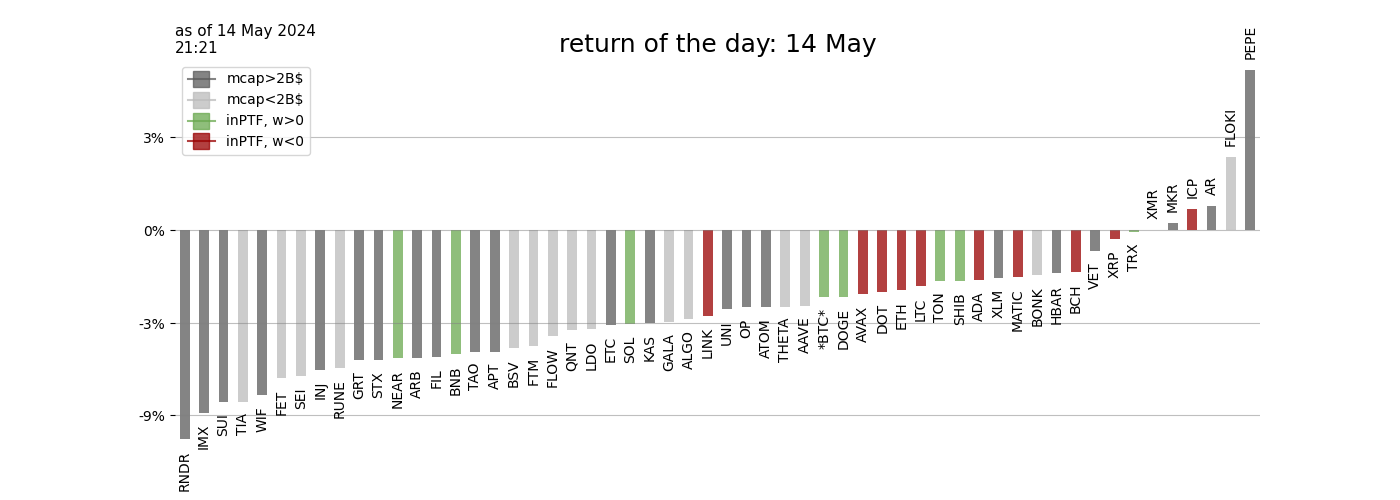 as of 14 May 2024
21:21
return of the day: 14 May
mcap>2B$
mcap<2B$
inPTF, w>0
inPTF, w<0
3%
0%
-3%
-9%
RNDR
IMX
SUI
TIA
WIF
FET
SEI
INJ
RUNE
GRT
STX
NEAR
ARB
FIL
BNB
TAO
APT
BSV
FTM
FLOW
QNT
LDO
ETC
SOL
KAS
GALA
ALGO
LINK
UNI
OP
ATOM
THETA
AAVE
*BTC*
DOGE
AVAX
DOT
ETH
LTC
TON
SHIB
ADA
XLM
MATIC
BONK
HBAR
BCH
VET
XRP
TRX
XMR
MKR
ICP
AR
FLOKI
PEPE